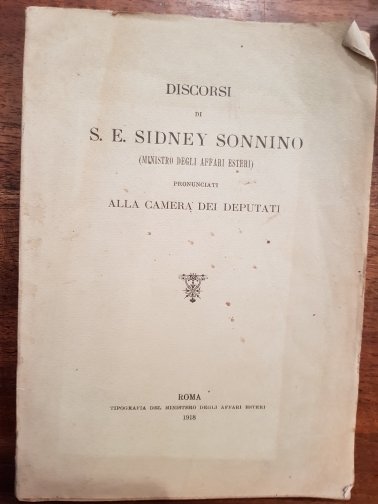 DISCORSI
DI
S. E. SIDNEY SONNINO
(MINISTRO DEGLI AFFARI ESTERI)
PRONUNCIATI
ALLA CAMERA DEI DEPUTATI
ROMA
TIPOGRAFIA DEL MINISTERO DEGLI AFFARI ESTERI
1918